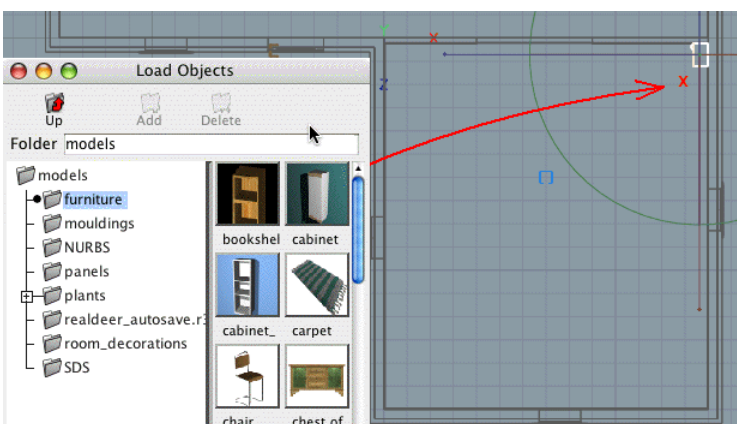 Load Objects
Up
Add
Delete
Folder
models
models
furniture
mouldings
NURBS
panels
plants
realdeer_autosave.r3
room_decorations
SDS
bookshel
cabinet
cabinet_
carpet
chair
chest of
X
Z
X